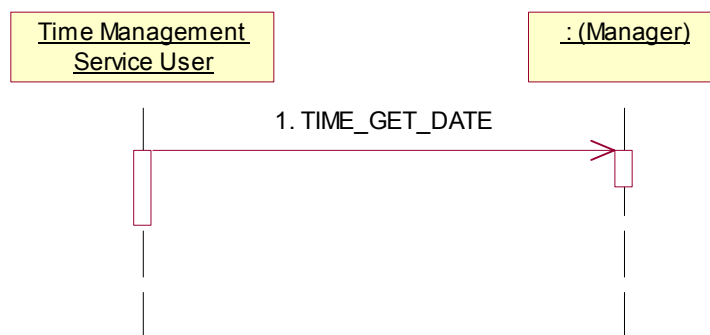 Time Management
Service User
: (Manager)
1. TIME_GET_DATE